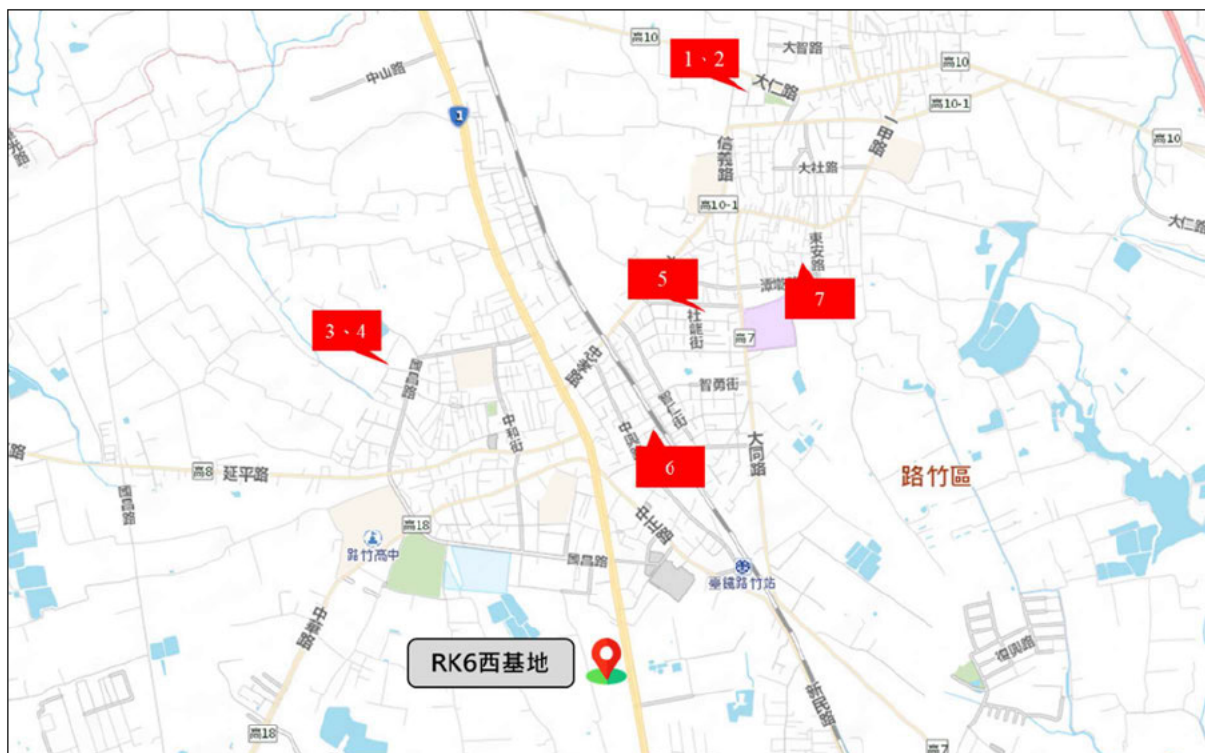 高10
大智路
1、2
中山路
大仁路
高10
1
高10-1
一甲路
高10
信義路
大社路
高10-1
大仁路
東安路
5
7
社龍街
3、4
高7
忠孝路
國昌路
智勇街
智仁街
中和街
大同路
6
高8
延平路
路竹區
國昌路
高18
中正路
路竹高中
國昌路
臺鐵路竹站
中華路
復興路
RK6西基地
新民路
高18
高7